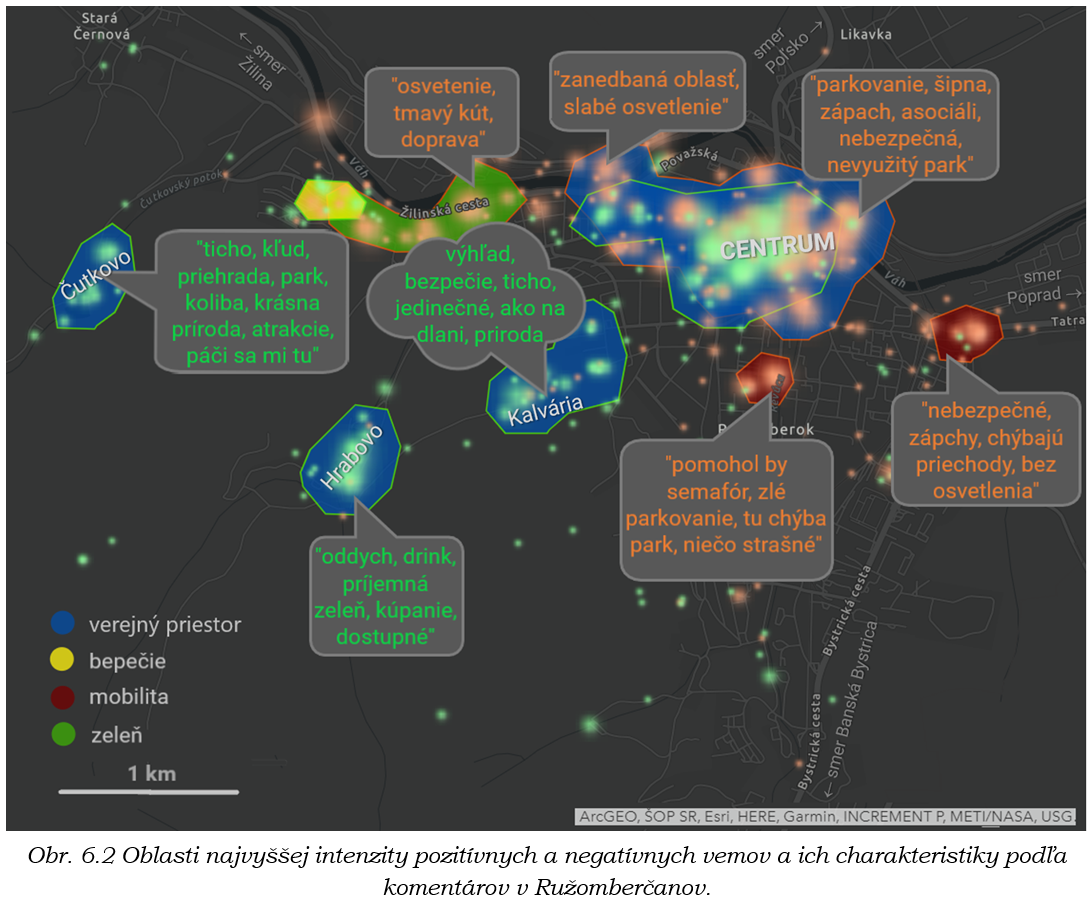 Stará
Černová
← smer
Žilina
smer
Poľsko →
Likavka
"osvetenie,
tmavý kút,
doprava"
"zanedbaná oblasť,
slabé osvetlenie"
"parkovanie, šipna,
zápach, asociáli,
nebezpečná,
nevyužitý park"
Čutkovský potok
Váh
Žilinská cesta
Považská
CENTRUM
Váh
smer
Poprad →
Tatra
Čutkovo
"ticho, kľud,
priehrada, park,
koliba, krásna
príroda, atrakcie,
páči sa mi tu"
výhľad,
bezpečie, ticho,
jedinečné, ako na
dlani, priroda
Kalvária
Hrabovo
Revúca
berok
"pomohol by
semafór, zlé
parkovanie, tu chýba
park, niečo strašné"
"nebezpečné,
zápchy, chýbajú
priechody, bez
osvetlenia"
"oddych, drink,
príjemná
zeleň, kúpanie,
dostupné"
Bystrická cesta
Bystrická cesta
← smer Banská Bystrica
verejný priestor
bepečie
mobilita
zeleň
1 km
ArcGEO, ŠOP SR, Esri, HERE, Garmin, INCREMENT P, METI/NASA, USG.
Obr. 6.2 Oblasti najvyššej intenzity pozitívnych a negatívnych vemov a ich charakteristiky podľa
komentárov v Ružomberčanov.